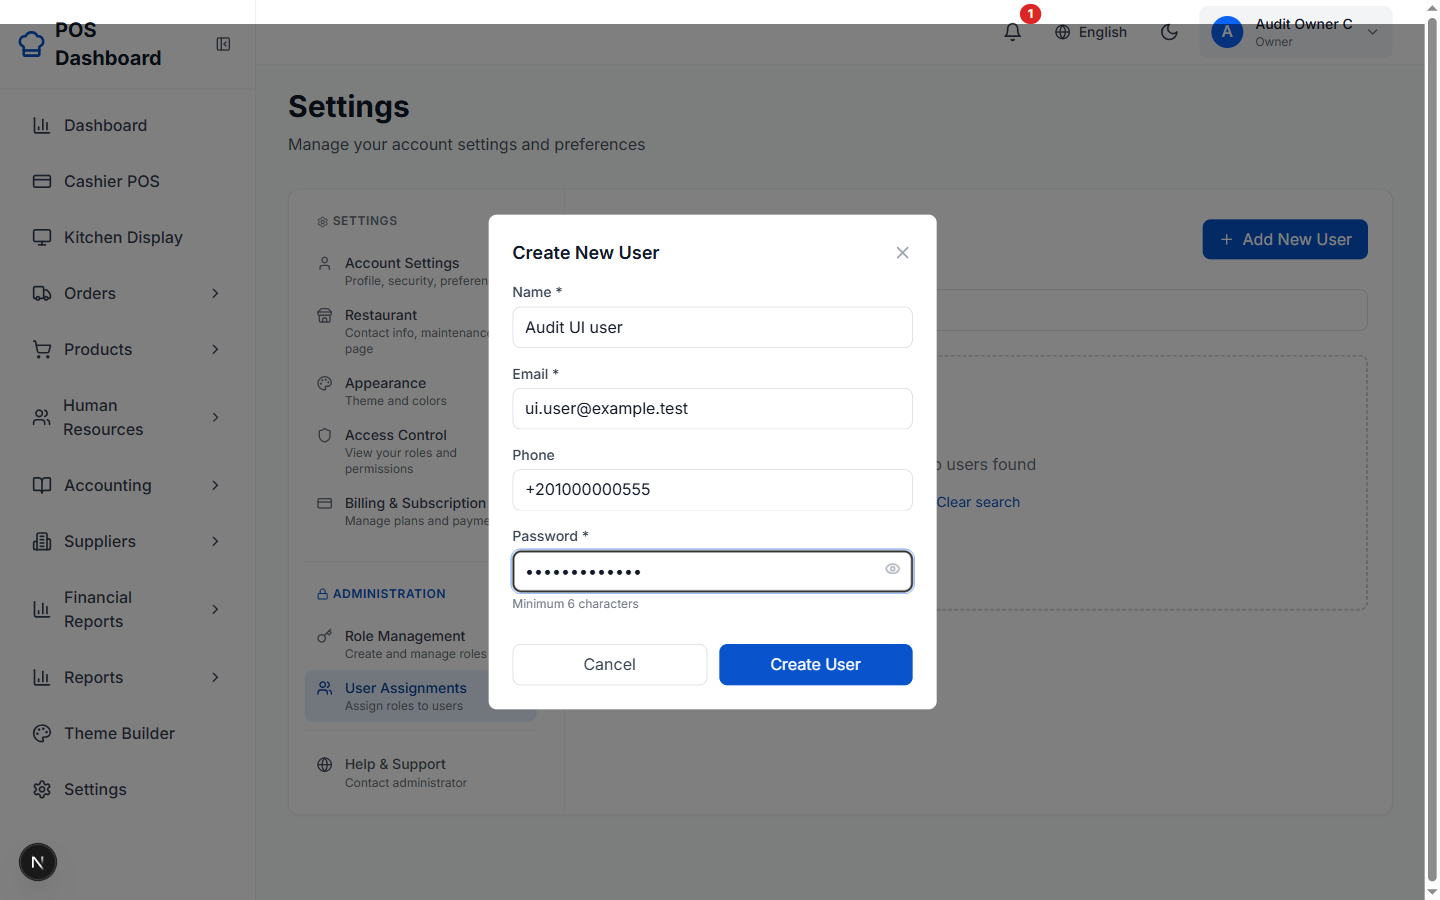 POS
Dashboard
1
English
A
Audit Owner C
Owner
Dashboard
Cashier POS
Kitchen Display
Orders
Products
Human
Resources
Accounting
Suppliers
Financial
Reports
Reports
Theme Builder
Settings
N
Settings
Manage your account settings and preferences
SETTINGS
Account Settings
Profile, security, preferen
Restaurant
Contact info, maintenanc
page
Appearance
Theme and colors
Access Control
View your roles and
permissions
Billing & Subscription
Manage plans and payme
ADMINISTRATION
Role Management
Create and manage roles
User Assignments
Assign roles to users
Help & Support
Contact administrator
+ Add New User
users found
Clear search
Create New User
Name *
Audit UI user
Email *
ui.user@example.test
Phone
+201000000555
Password *
•••••••••••••
Minimum 6 characters
Cancel
Create User